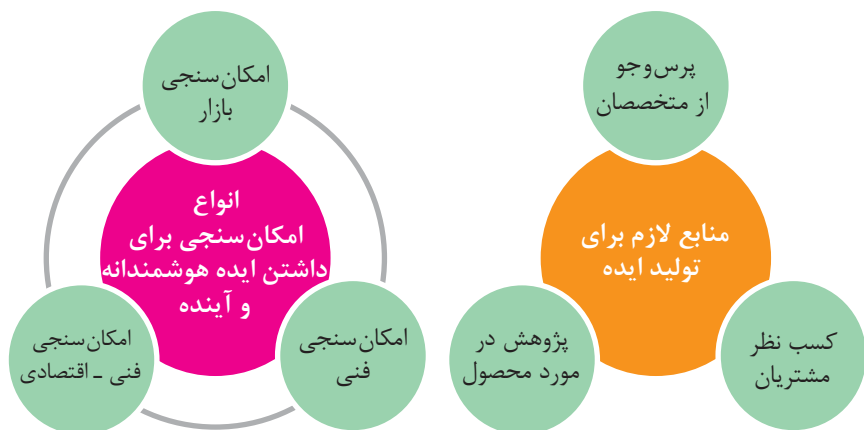 پرس‌وجو
از متخصصان
منابع لازم برای
تولید ایده
کسب نظر
مشتریان
پژوهش در
مورد محصول
امکان‌سنجی
بازار
انواع
امکان‌سنجی برای
داشتن ایده هوشمندانه
و آینده
امکان‌سنجی
فنی
امکان‌سنجی
فنی ـ اقتصادی